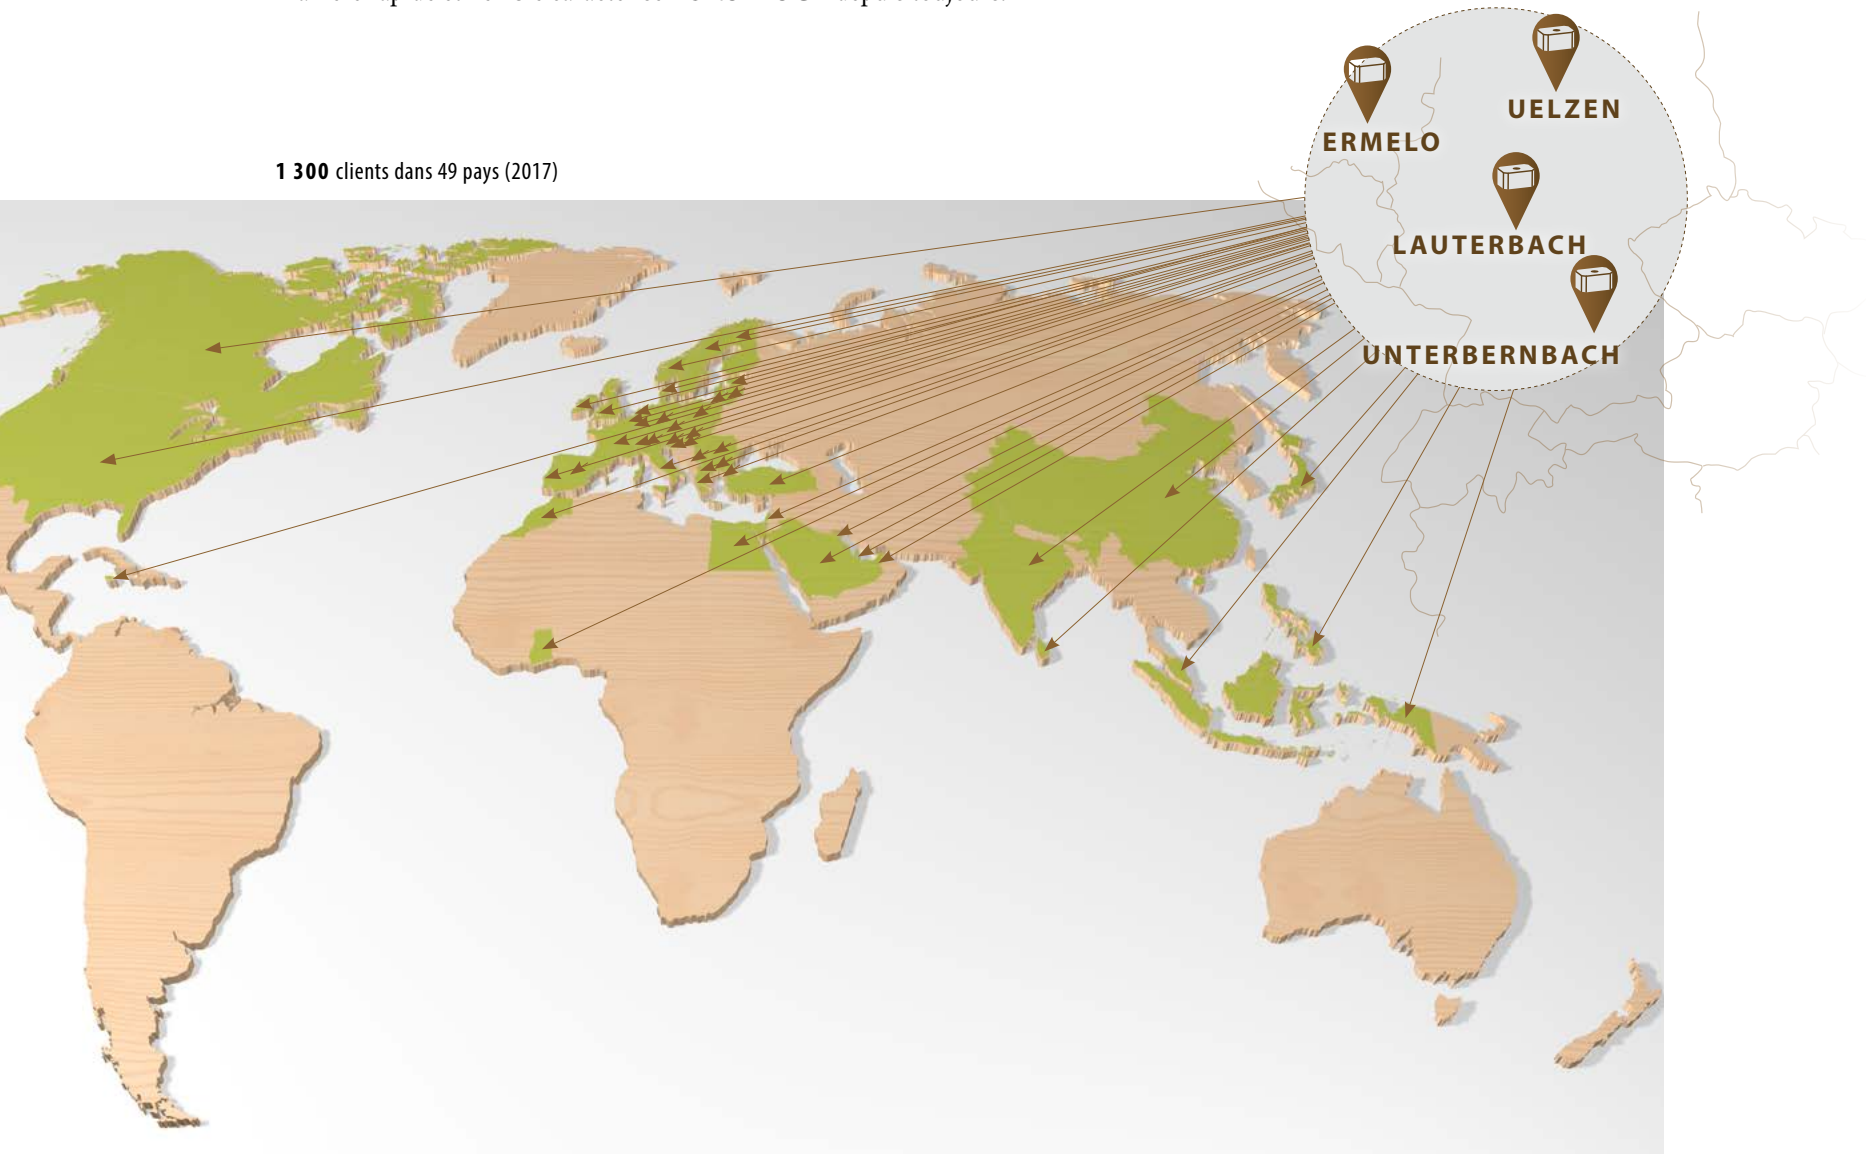 1 300 clients dans 49 pays (2017)
UELZEN
ERMELO
LAUTERBACH
UNTERBERNBACH